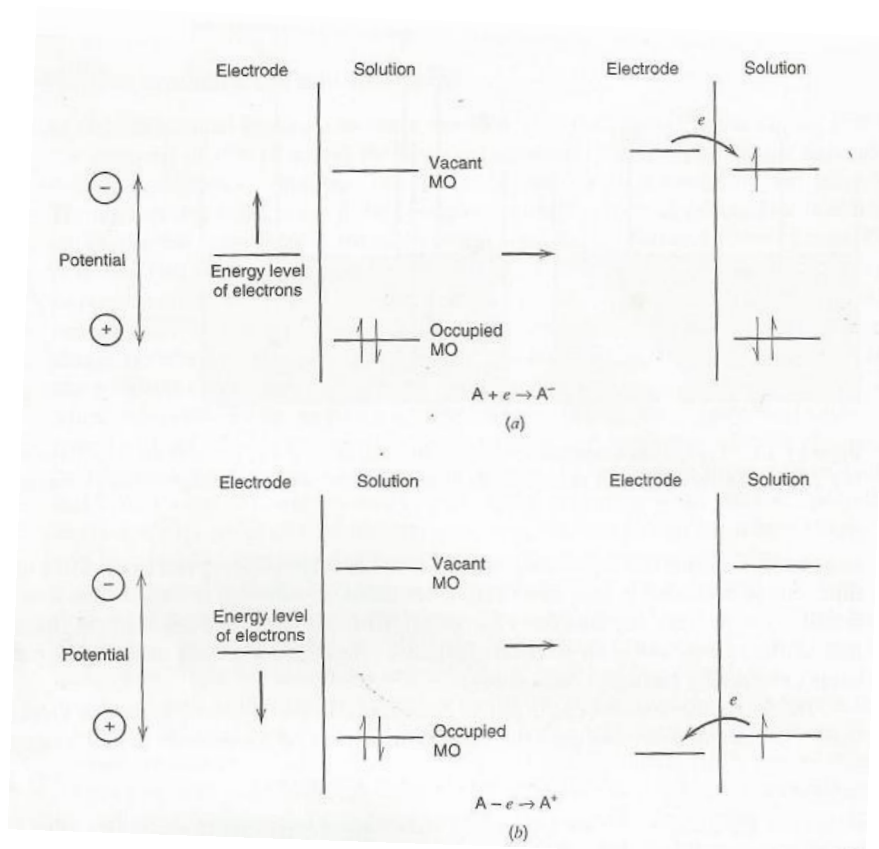 Electrode Solution Electrode Solution
e
Vacant
MO
−
Potential
Energy level
of electrons
+
Occupied
MO
A + e → A⁻
(a)
Electrode Solution Electrode Solution
Vacant
MO
−
Energy level
of electrons
Potential
e
+
Occupied
MO
A − e → A⁺
(b)